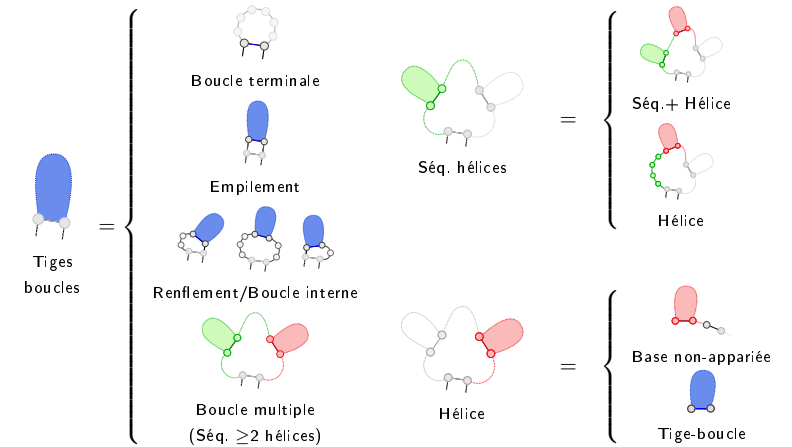 Tiges
boucles
=
Boucle terminale
Empilement
Renflement/Boucle interne
Boucle multiple
(Séq. ≥2 hélices)
Séq. hélices
=
Séq.+ Hélice
Hélice
Hélice
=
Base non-appariée
Tige-boucle